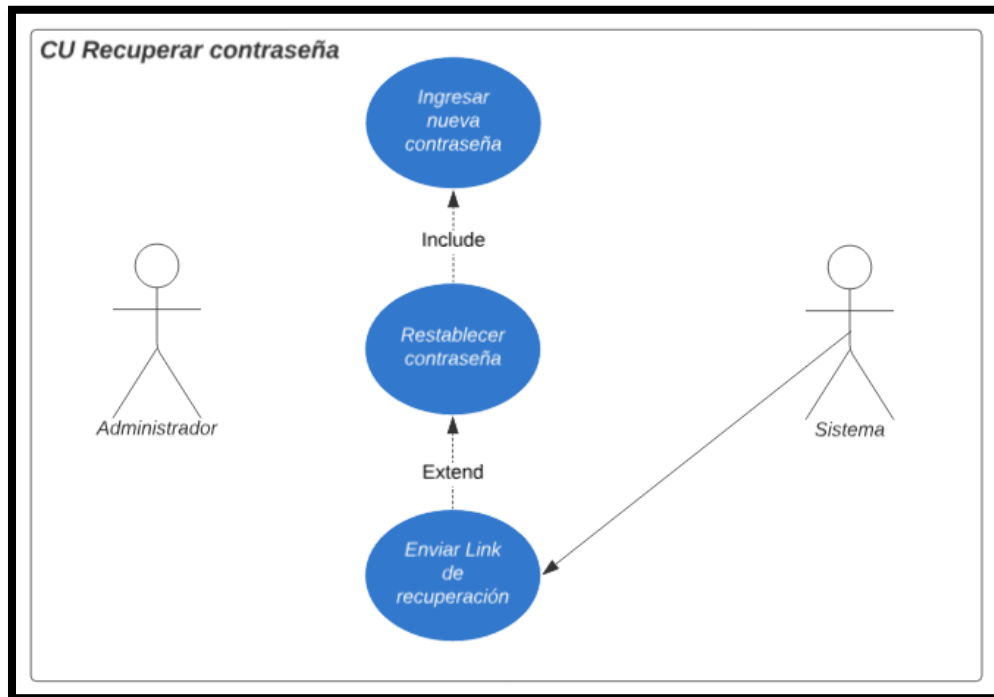 CU Recuperar contraseña
Ingresar
nueva
contraseña
Include
Restablecer
contraseña
Administrador
Sistema
Extend
Enviar Link
de
recuperación